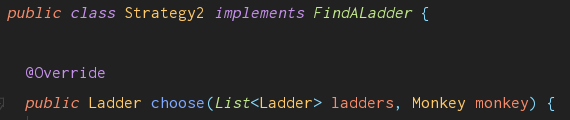 public class Strategy2 implements FindALadder {
@Override
public Ladder choose(List<Ladder> ladders, Monkey monkey) {